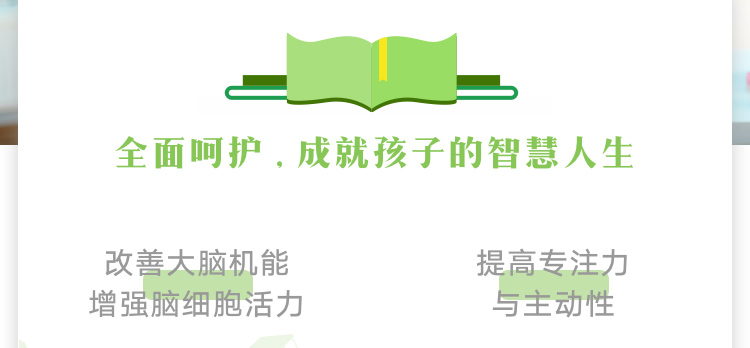 全面呵护，成就孩子的智慧人生
改善大脑机能
增强脑细胞活力
提高专注力
与主动性